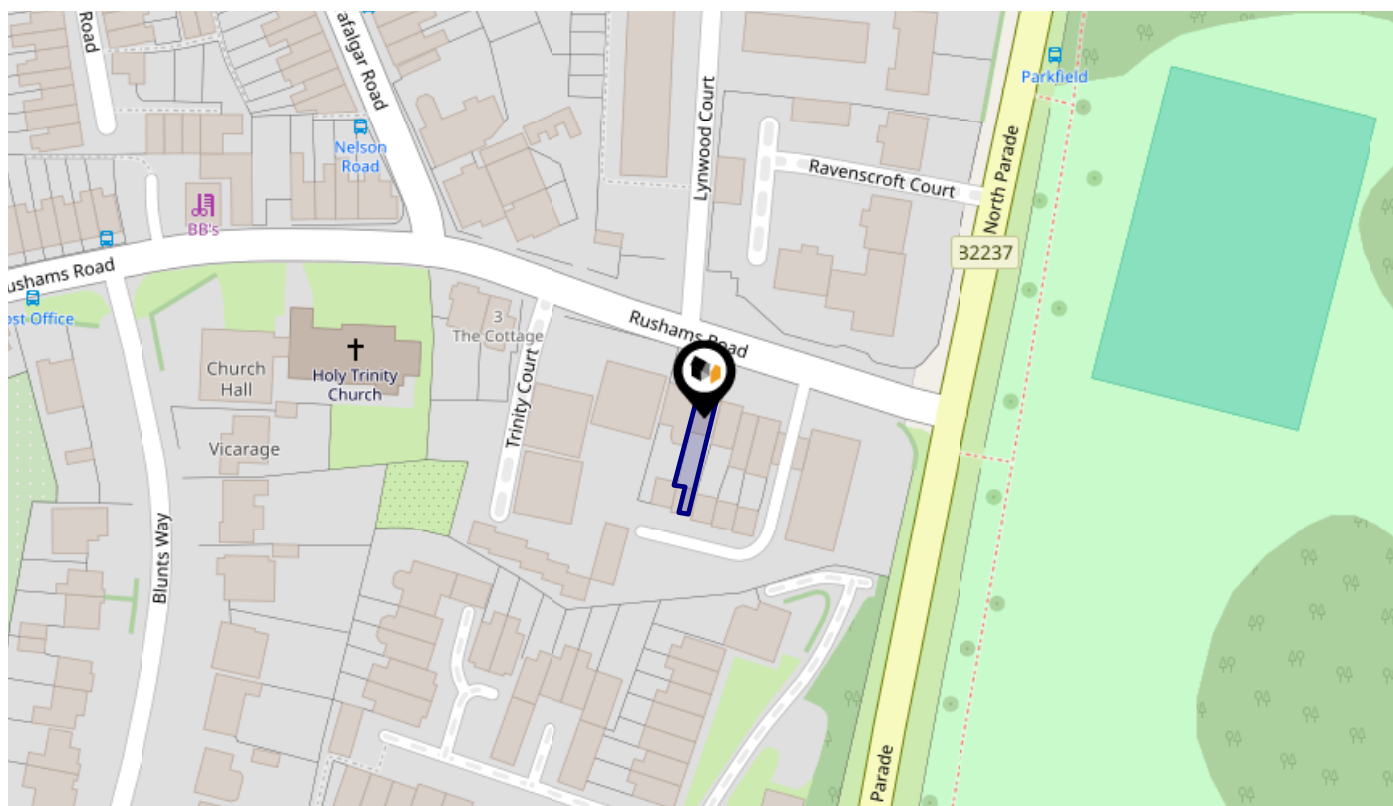 Road
afalgar Road
Parkfield
Nelson
Road
Lynwood Court
North Parade
Ravenscroft Court
BB's
B2237
ushams Road
ost Office
3
The Cottage
Rushams Road
Church
Hall
Holy Trinity
Church
Trinity Court
Vicarage
Blunts Way
Parade